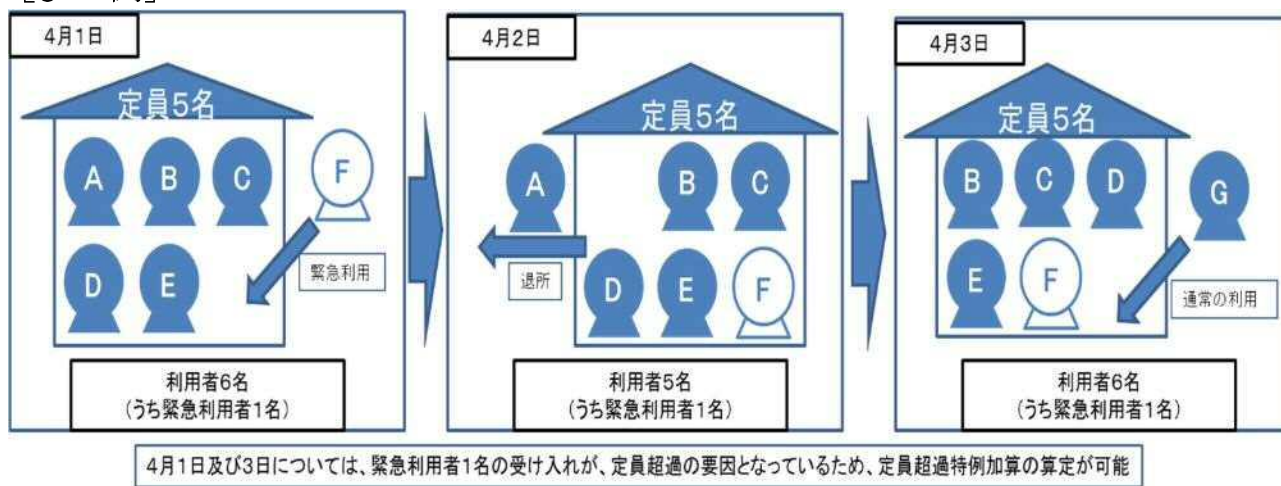 4月1日
定員5名
A B C F
D E
緊急利用
利用者6名
(うち緊急利用者1名)
4月2日
定員5名
A B C
退所
D E F
利用者5名
(うち緊急利用者1名)
4月3日
定員5名
B C D G
E F
通常の利用
利用者6名
(うち緊急利用者1名)
4月1日及び3日については、緊急利用者1名の受け入れが、定員超過の要因となっているため、定員超過特例加算の算定が可能